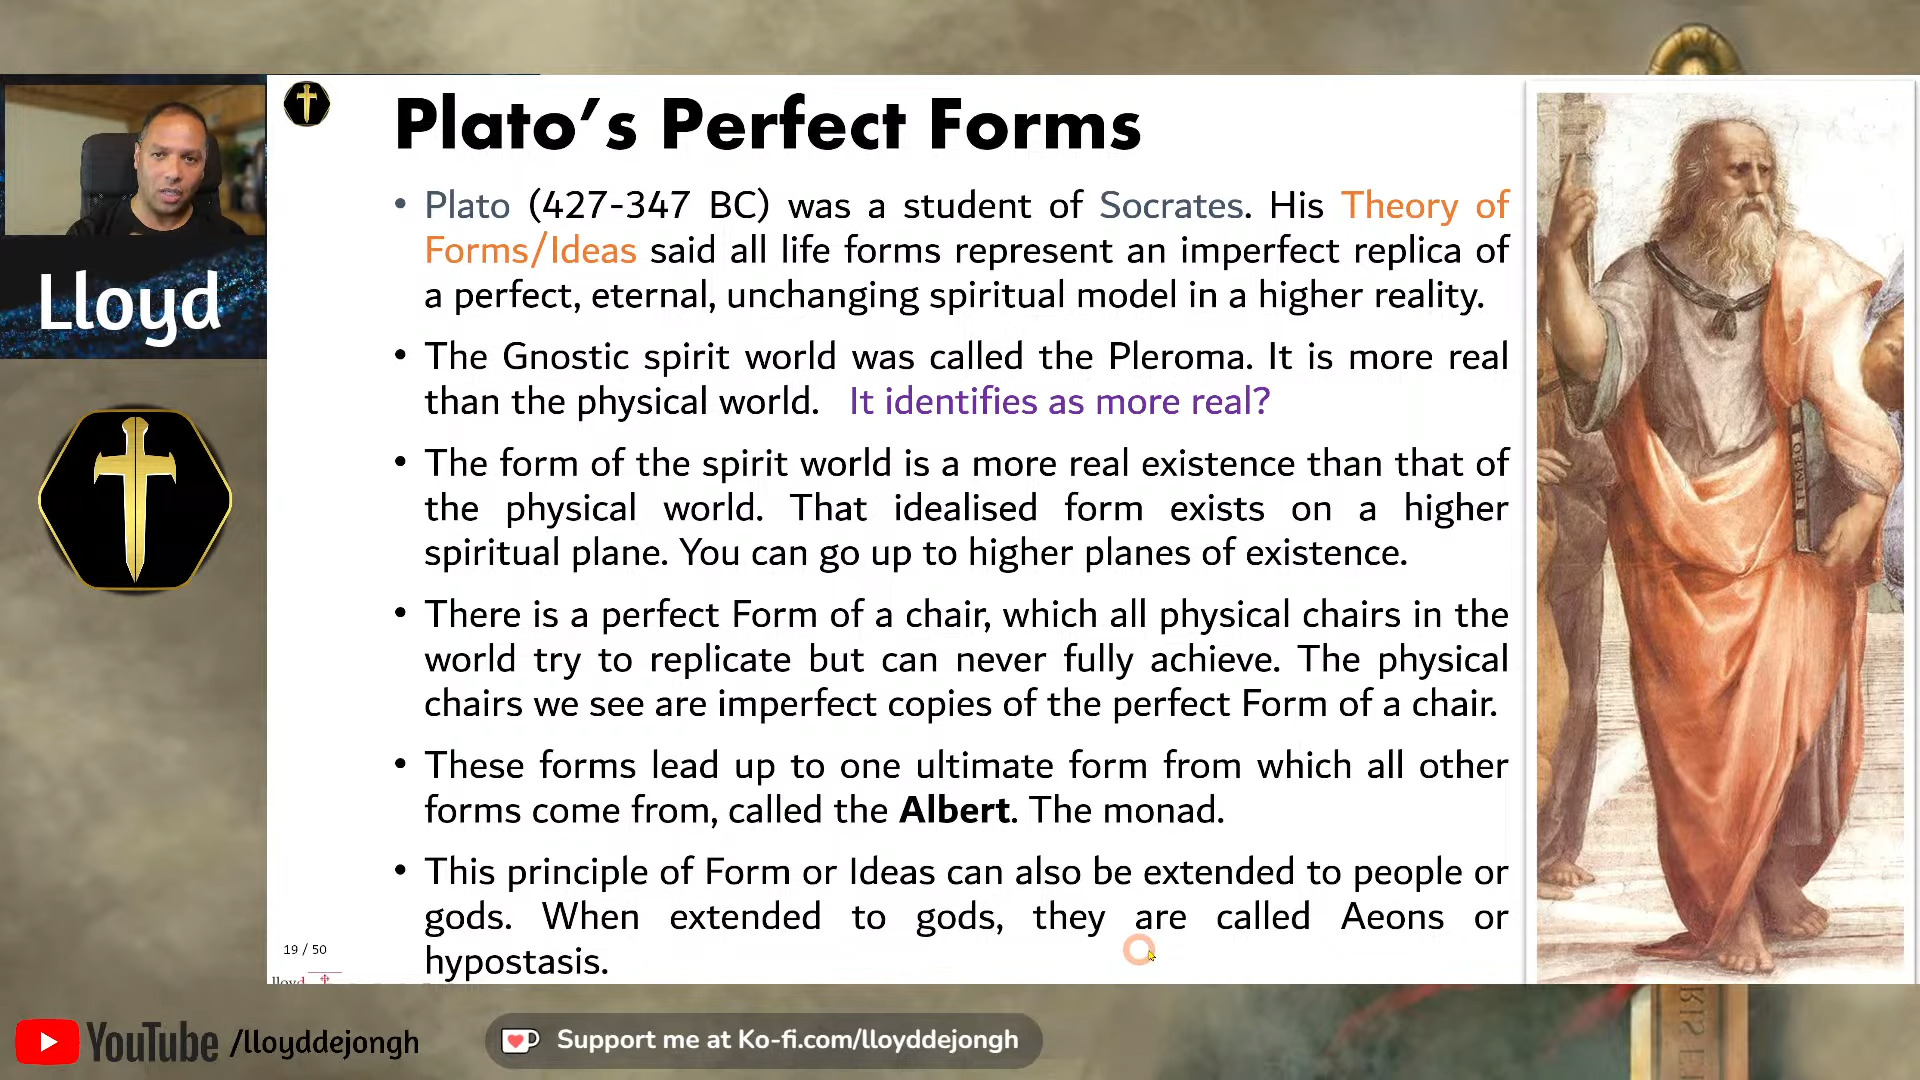 Plato's Perfect Forms
Lloyd
• Plato (427-347 BC) was a student of Socrates. His Theory of
Forms/Ideas said all life forms represent an imperfect replica of
a perfect, eternal, unchanging spiritual model in a higher reality.
• The Gnostic spirit world was called the Pleroma. It is more real
than the physical world. It identifies as more real?
• The form of the spirit world is a more real existence than that of
the physical world. That idealised form exists on a higher
spiritual plane. You can go up to higher planes of existence.
• There is a perfect Form of a chair, which all physical chairs in the
world try to replicate but can never fully achieve. The physical
chairs we see are imperfect copies of the perfect Form of a chair.
• These forms lead up to one ultimate form from which all other
forms come from, called the Albert. The monad.
• This principle of Form or Ideas can also be extended to people or
gods. When extended to gods, they are called Aeons or
hypostasis.
19 / 50
lloyd
TIMEO
YouTube /lloyddejongh
Support me at Ko-fi.com/lloyddejongh